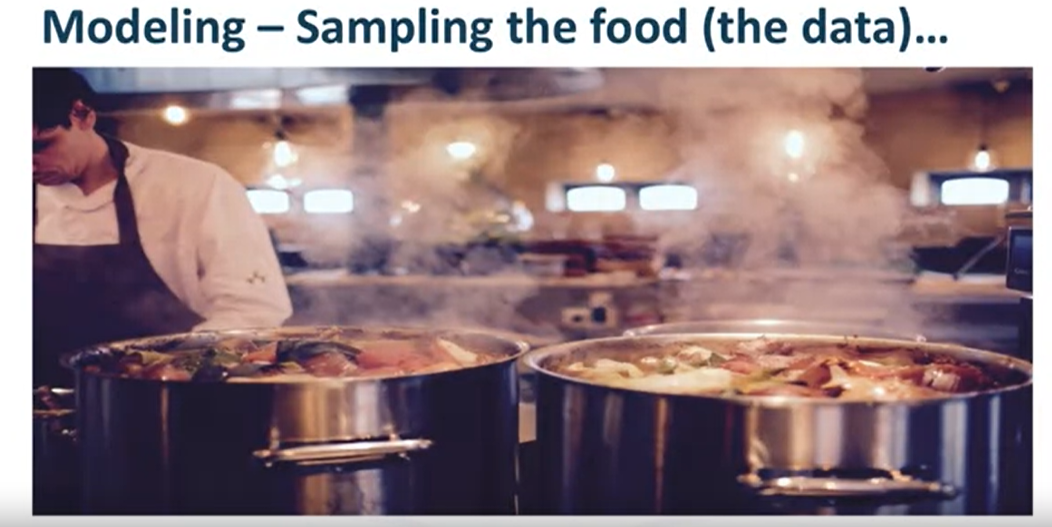 Modeling – Sampling the food (the data)...